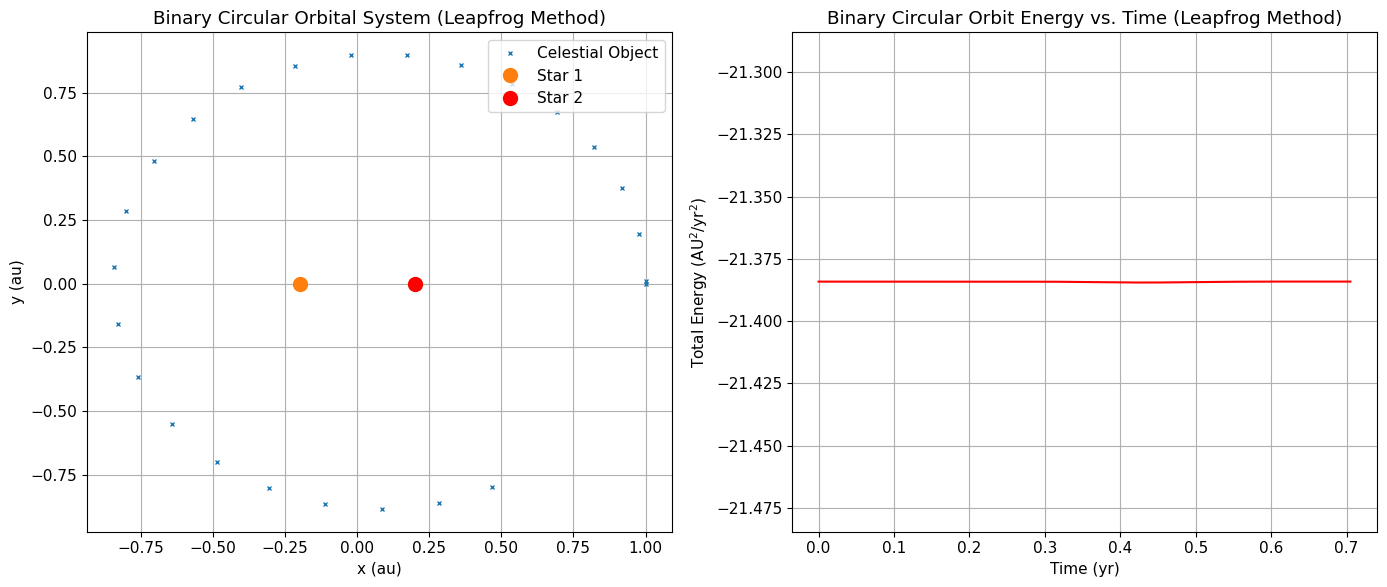 Binary Circular Orbital System (Leapfrog Method)
Celestial Object
Star 1
Star 2
0.75
0.50
0.25
0.00
−0.25
−0.50
−0.75
y (au)
−0.75 −0.50 −0.25 0.00 0.25 0.50 0.75 1.00
x (au)
Binary Circular Orbit Energy vs. Time (Leapfrog Method)
−21.300
−21.325
−21.350
−21.375
−21.400
−21.425
−21.450
−21.475
Total Energy (AU²/yr²)
0.0 0.1 0.2 0.3 0.4 0.5 0.6 0.7
Time (yr)